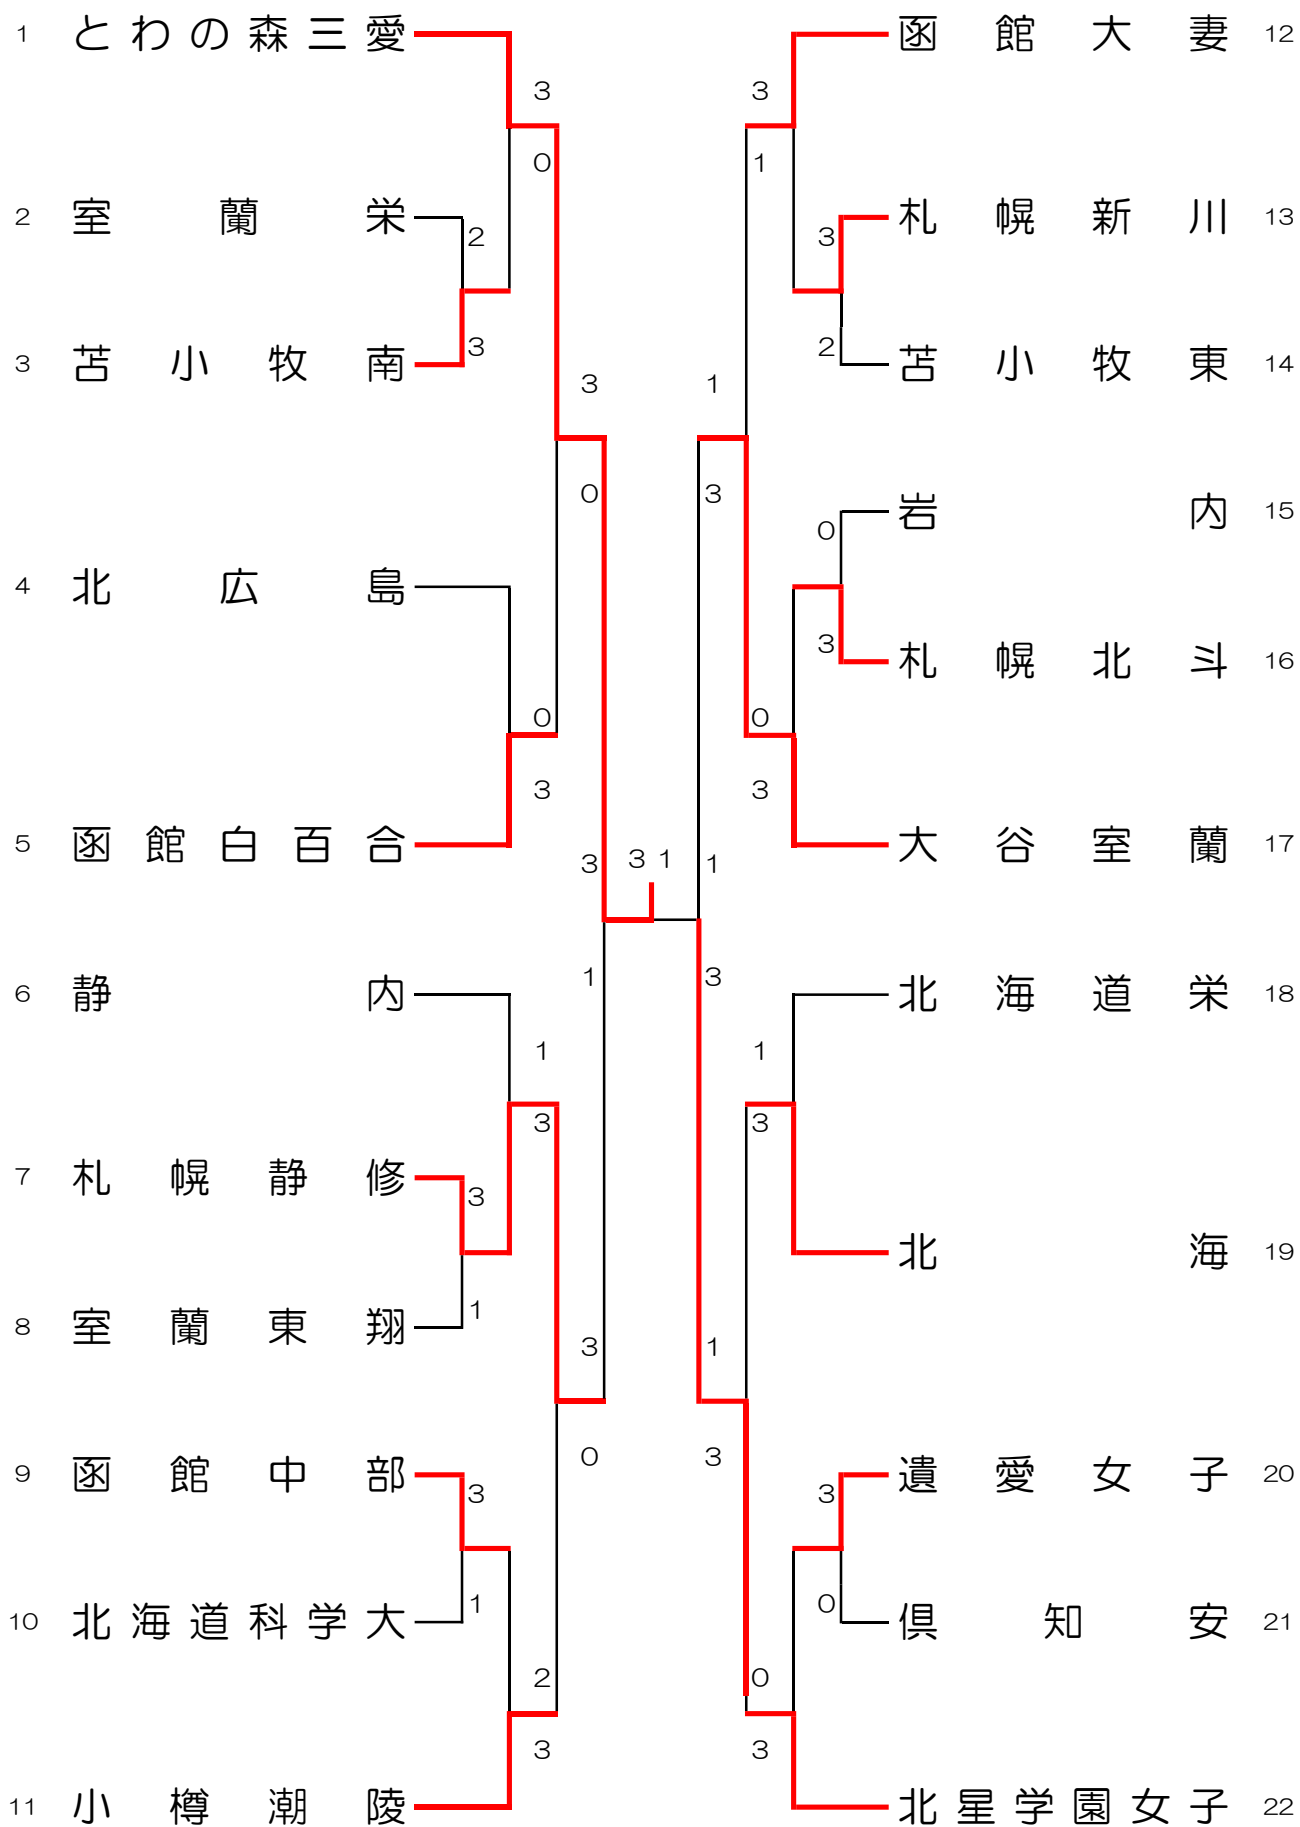 1 とわの森三愛
3
3
函館大妻 12
0
1
2 室蘭栄
2
3
札幌新川 13
3 苫小牧南
3
3
1
2
苫小牧東 14
0
3
0
岩内 15
4 北広島
3
札幌北斗 16
0
0
3
3
5 函館白百合
3
3 1
1
大谷室蘭 17
6 静内
1
3
北海道栄 18
1
1
3
3
7 札幌静修
3
北海 19
8 室蘭東翔
1
3
1
9 函館中部
3
0
3
3
遺愛女子 20
10 北海道科学大
1
0
倶知安 21
2
0
3
3
11 小樽潮陵
北星学園女子 22